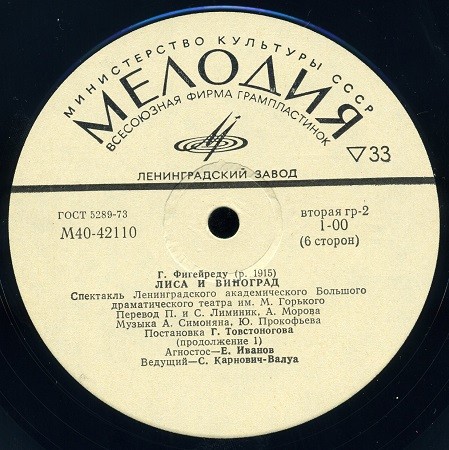 МИНИСТЕРСТВО КУЛЬТУРЫ СССР
МЕЛОДИЯ
ВСЕСОЮЗНАЯ ФИРМА ГРАМПЛАСТИНОК
▽33
ЛЕНИНГРАДСКИЙ ЗАВОД
ГОСТ 5289-73
М40-42110
вторая гр-2
1-00
(6 сторон)
Г. Фигейреду (р. 1915)
ЛИСА И ВИНОГРАД
Спектакль Ленинградского академического Большого
драматического театра им. М. Горького
Перевод П. и С. Лиминик, А. Морова
Музыка А. Симоняна, Ю. Прокофьева
Постановка Г. Товстоногова
(продолжение 1)
Агностос—Е. Иванов
Ведущий—С. Карнович-Валуа